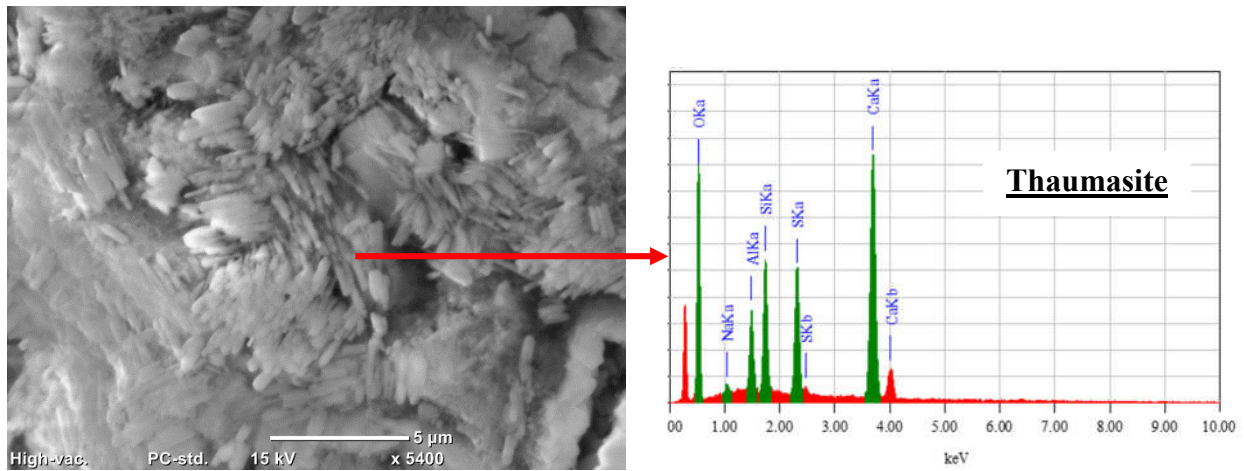 5 µm
High-vac. PC-std. 15 kV x 5400
Thaumasite
OKa
NaKa
AlKa
SiKa
SKa
SKb
CaKa
CaKb
00 1.00 2.00 3.00 4.00 5.00 6.00 7.00 8.00 9.00 10.00
keV